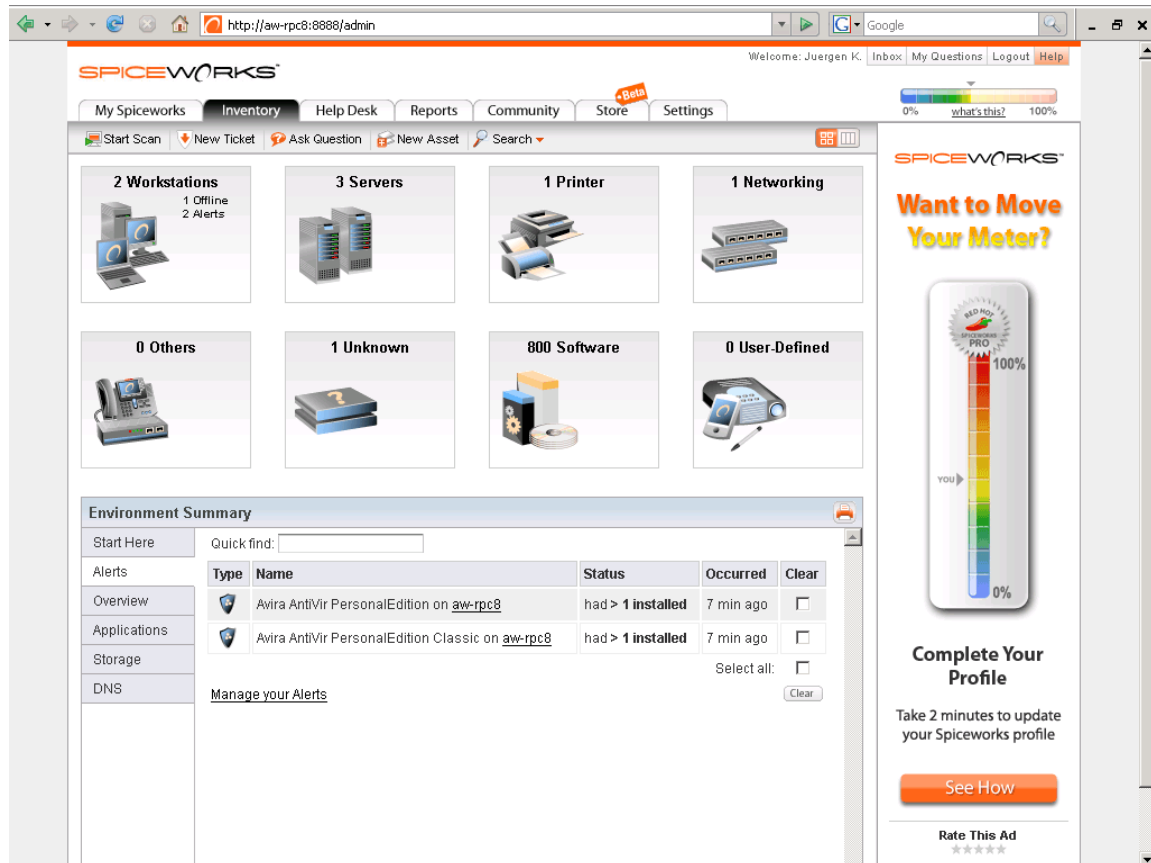 http://aw-rpc8:8888/admin
Google
SPICEWORKS
Welcome: Juergen K. Inbox My Questions Logout Help
My Spiceworks Inventory Help Desk Reports Community Store Beta Settings
0% what's this? 100%
Start Scan New Ticket Ask Question New Asset Search
2 Workstations
1 Offline
2 Alerts
3 Servers
1 Printer
1 Networking
0 Others
1 Unknown
800 Software
0 User-Defined
Environment Summary
Start Here
Alerts
Overview
Applications
Storage
DNS
Quick find:
Type Name Status Occurred Clear
Avira AntiVir PersonalEdition on aw-rpc8 had > 1 installed 7 min ago
Avira AntiVir PersonalEdition Classic on aw-rpc8 had > 1 installed 7 min ago
Select all:
Manage your Alerts Clear
SPICEWORKS
Want to Move
Your Meter?
RED HOT
SPICEWORKS
PRO
100%
YOU
0%
Complete Your
Profile
Take 2 minutes to update
your Spiceworks profile
See How
Rate This Ad